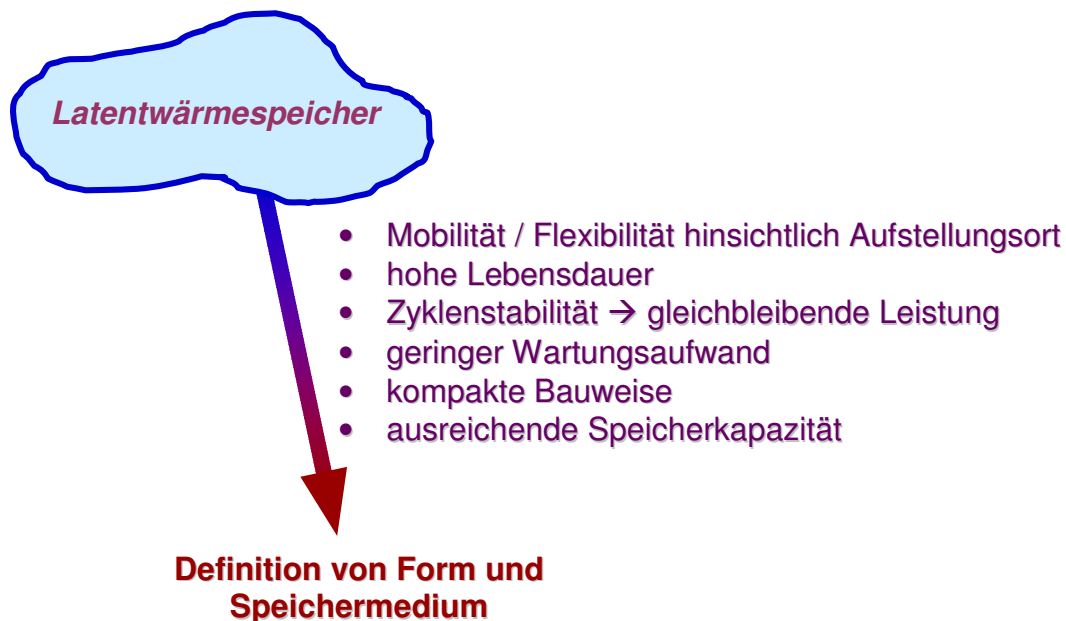 Latentwärmespeicher
• Mobilität / Flexibilität hinsichtlich Aufstellungsort
• hohe Lebensdauer
• Zyklenstabilität → gleichbleibende Leistung
• geringer Wartungsaufwand
• kompakte Bauweise
• ausreichende Speicherkapazität
Definition von Form und
Speichermedium